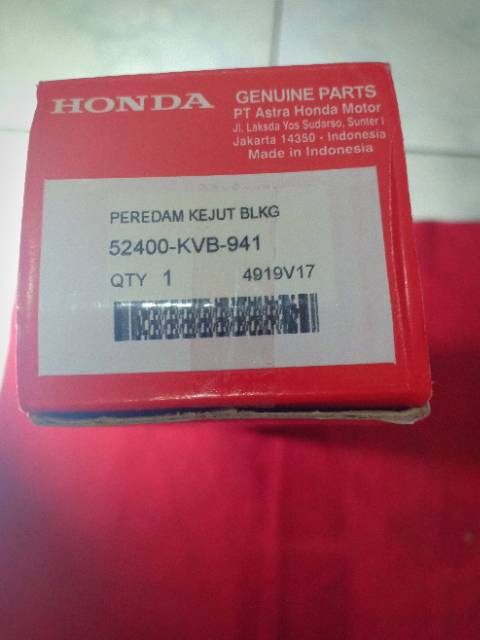 HONDA
GENUINE PARTS
PT Astra Honda Motor
Jl. Laksda Yos Sudarso, Sunter I
Jakarta 14350 - Indonesia
Made in Indonesia
PEREDAM KEJUT BLKG
52400-KVB-941
QTY 1 4919V17